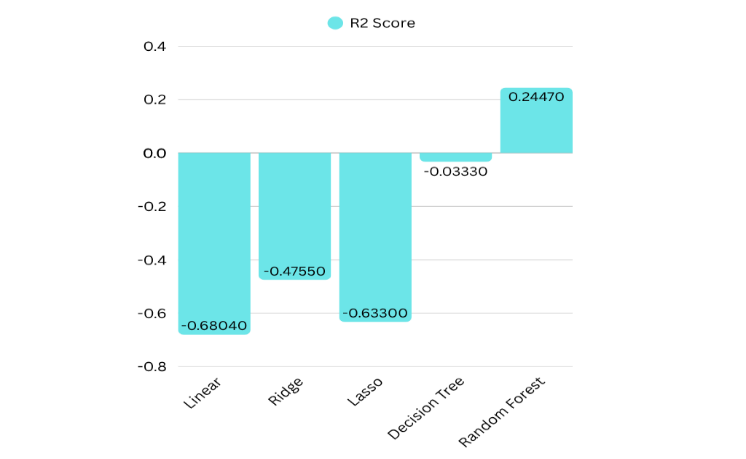 R2 Score
0.4
0.2
0.24470
0.0
-0.03330
-0.2
-0.4
-0.47550
-0.6
-0.63300
-0.68040
-0.8
Linear
Ridge
Lasso
Decision Tree
Random Forest